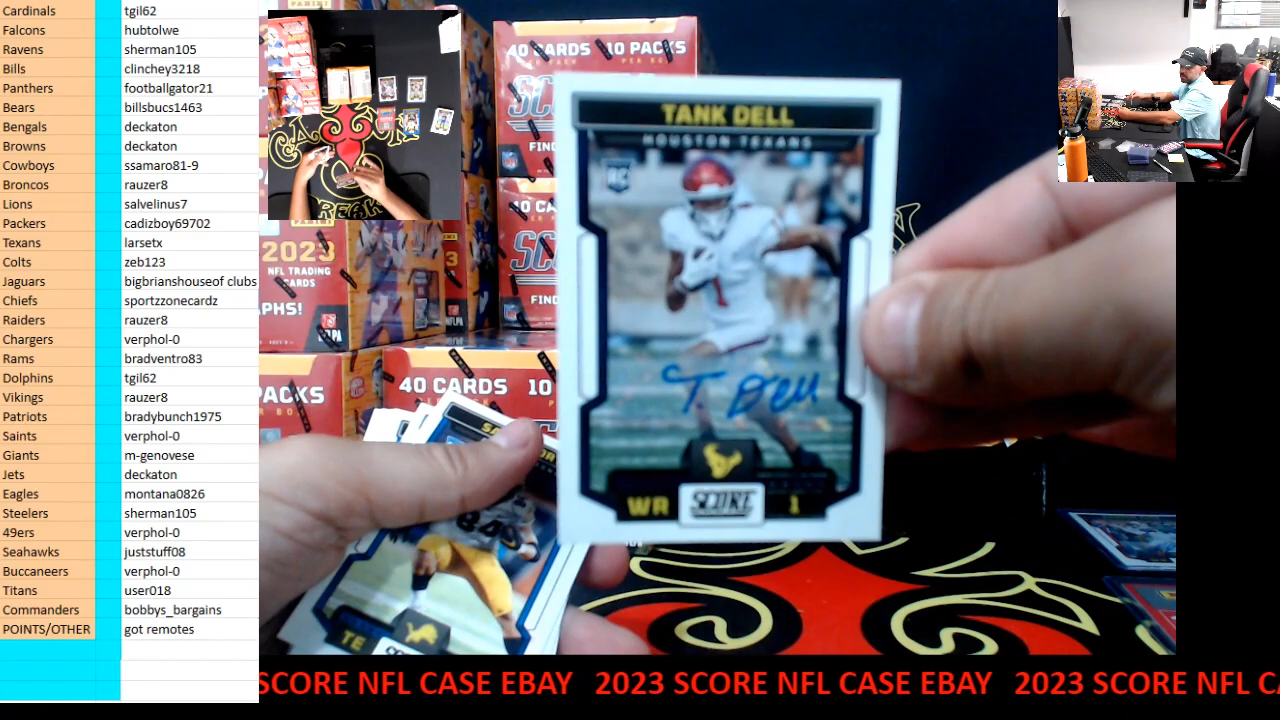 Cardinals tgil62
Falcons hubtolwe
Ravens sherman105
Bills clinchey3218
Panthers footballgator21
Bears billsbucs1463
Bengals deckaton
Browns deckaton
Cowboys ssamaro81-9
Broncos rauzer8
Lions salvelinus7
Packers cadizboy69702
Texans larsetx
Colts zeb123
Jaguars bigbrianshouseof clubs
Chiefs sportzzonecardz
Raiders rauzer8
Chargers verphol-0
Rams bradventro83
Dolphins tgil62
Vikings rauzer8
Patriots bradybunch1975
Saints verphol-0
Giants m-genovese
Jets deckaton
Eagles montana0826
Steelers sherman105
49ers verphol-0
Seahawks juststuff08
Buccaneers verphol-0
Titans user018
Commanders bobbys_bargains
POINTS/OTHER got remotes
40 CARDS 10 PACKS
TANK DELL
HOUSTON TEXANS
RC
T Dell
WR SCORE 1
2023
NFL TRADING
CARDS
PHS!
PACKS
40 CARDS 10
TE
SCORE NFL CASE EBAY 2023 SCORE NFL CASE EBAY 2023 SCORE NFL CA